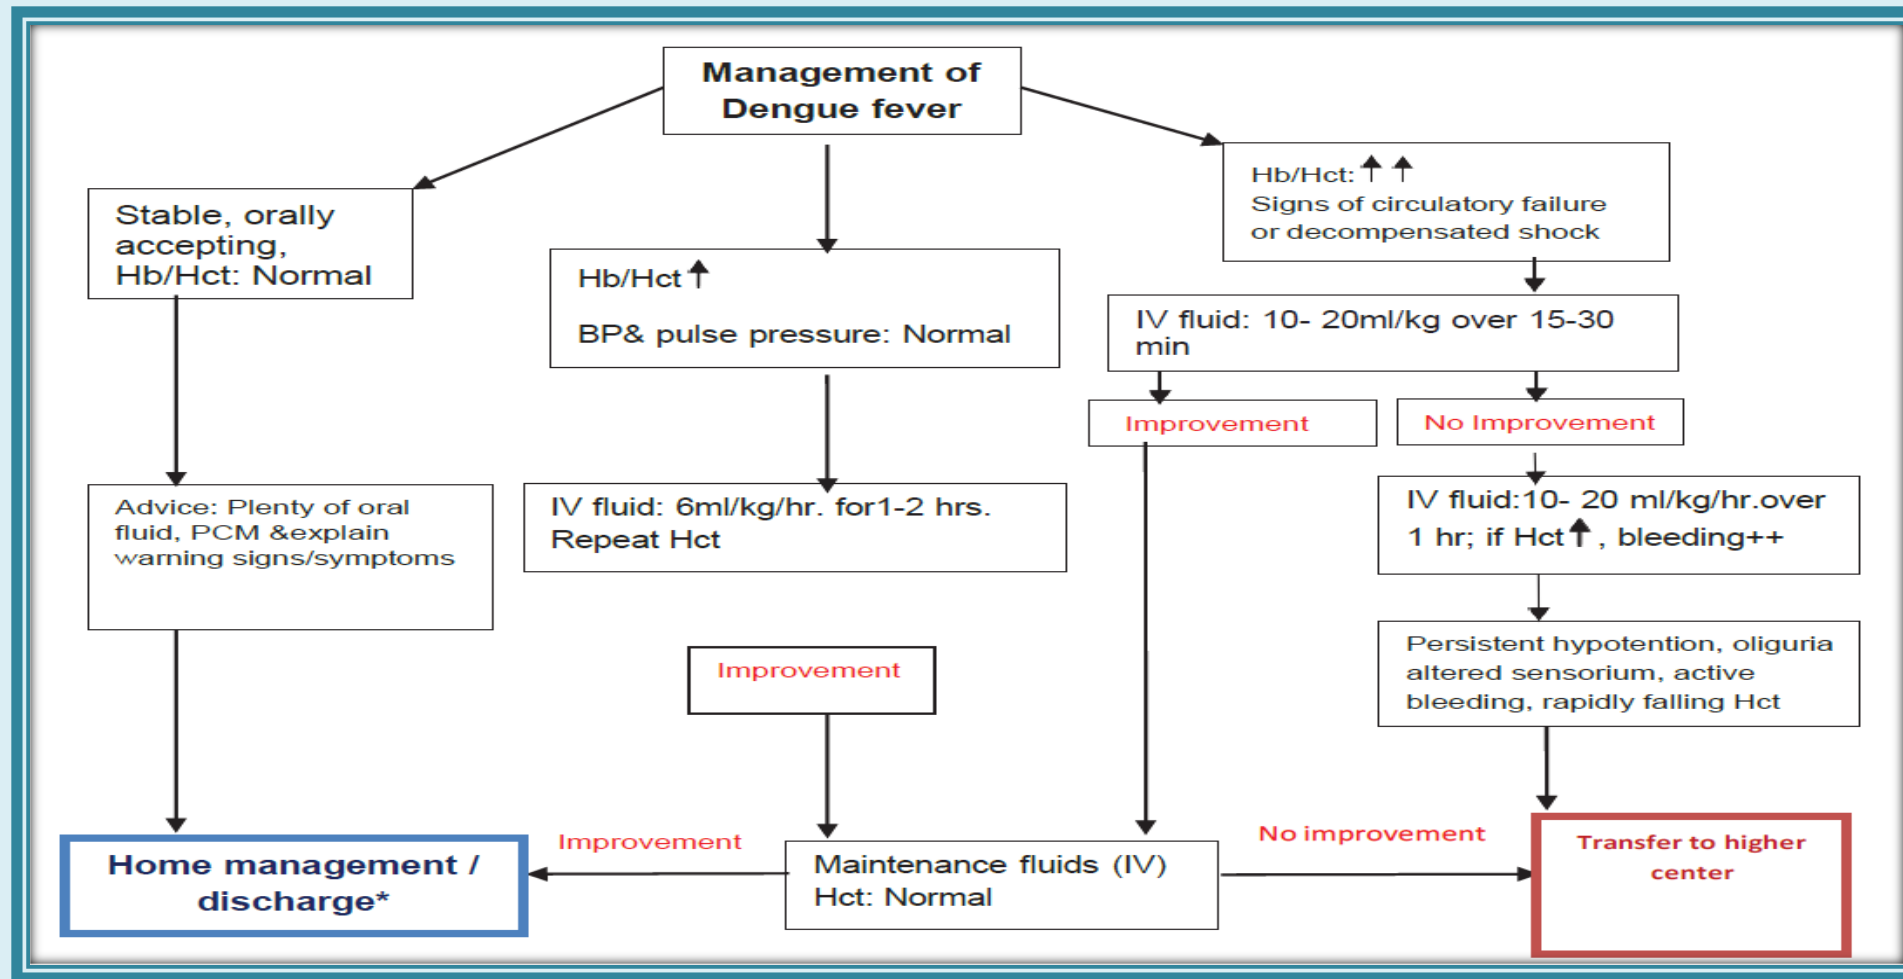 Management of
Dengue fever
Stable, orally
accepting,
Hb/Hct: Normal
Hb/Hct ↑
BP& pulse pressure: Normal
Hb/Hct: ↑ ↑
Signs of circulatory failure
or decompensated shock
IV fluid: 10- 20ml/kg over 15-30
min
Improvement
No Improvement
Advice: Plenty of oral
fluid, PCM &explain
warning signs/symptoms
IV fluid: 6ml/kg/hr. for1-2 hrs.
Repeat Hct
IV fluid:10- 20 ml/kg/hr.over
1 hr; if Hct ↑ , bleeding++
Persistent hypotention, oliguria
altered sensorium, active
bleeding, rapidly falling Hct
Improvement
Home management /
discharge*
Improvement
Maintenance fluids (IV)
Hct: Normal
No improvement
Transfer to higher
center